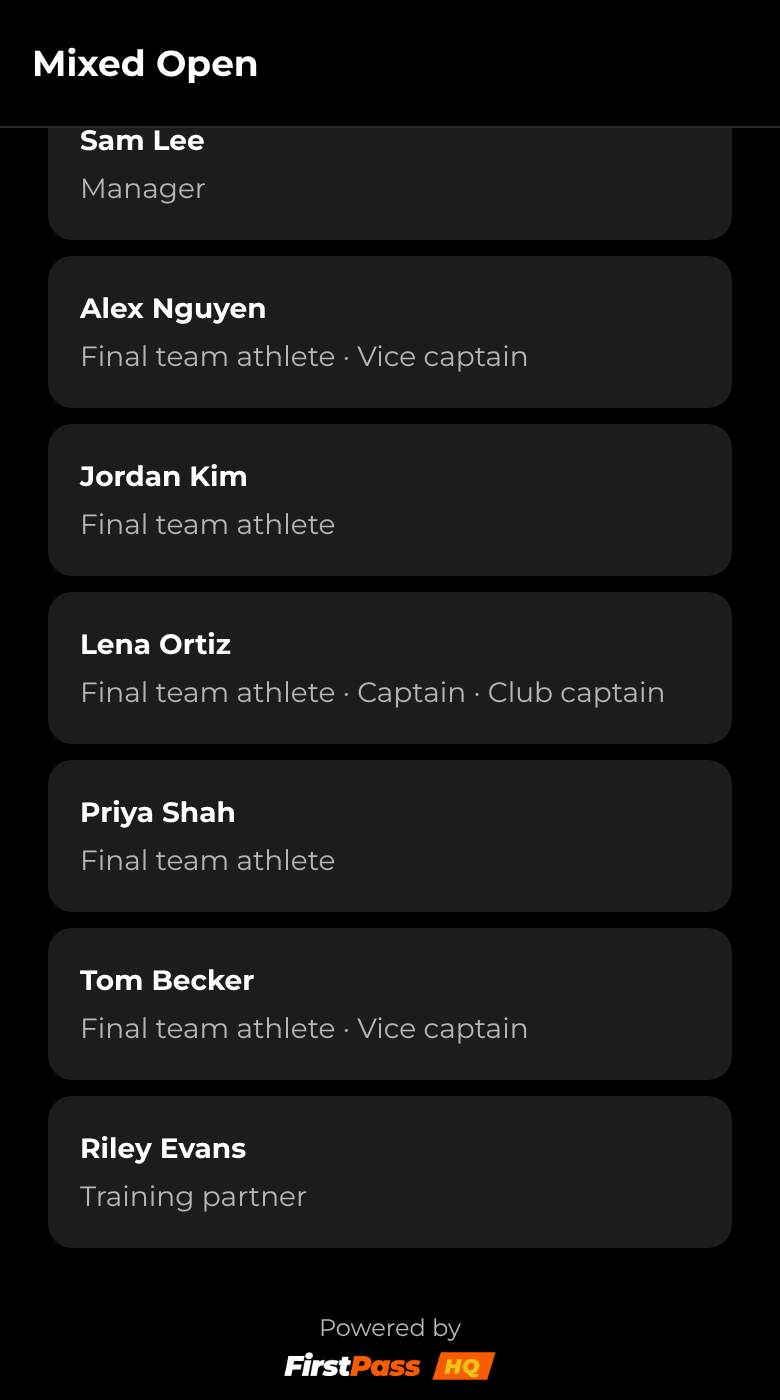 Mixed Open
Sam Lee
Manager
Alex Nguyen
Final team athlete · Vice captain
Jordan Kim
Final team athlete
Lena Ortiz
Final team athlete · Captain · Club captain
Priya Shah
Final team athlete
Tom Becker
Final team athlete · Vice captain
Riley Evans
Training partner
Powered by
FirstPass HQ